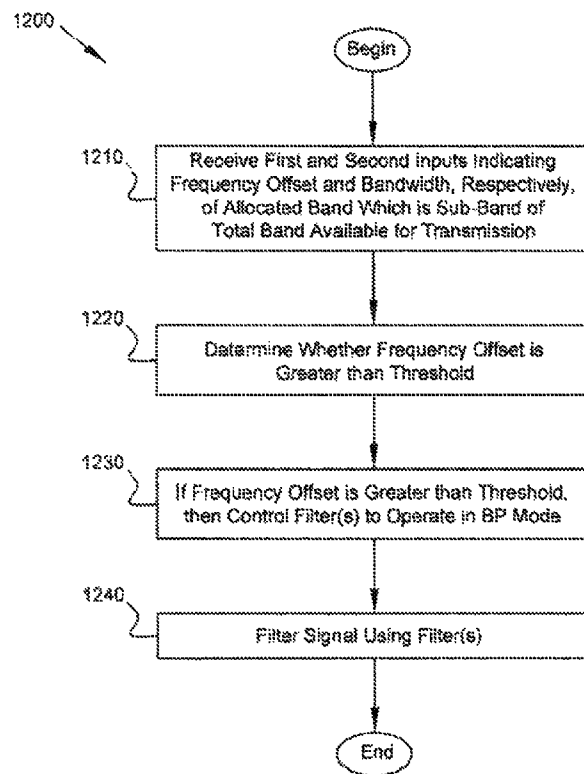 1200
Begin
1210
Receive First and Second Inputs Indicating
Frequency Offset and Bandwidth, Respectively,
of Allocated Band Which is Sub-Band of
Total Band Available for Transmission
1220
Determine Whether Frequency Offset is
Greater than Threshold
1230
If Frequency Offset is Greater than Threshold,
then Control Filter(s) to Operate in BP Mode
1240
Filter Signal Using Filter(s)
End